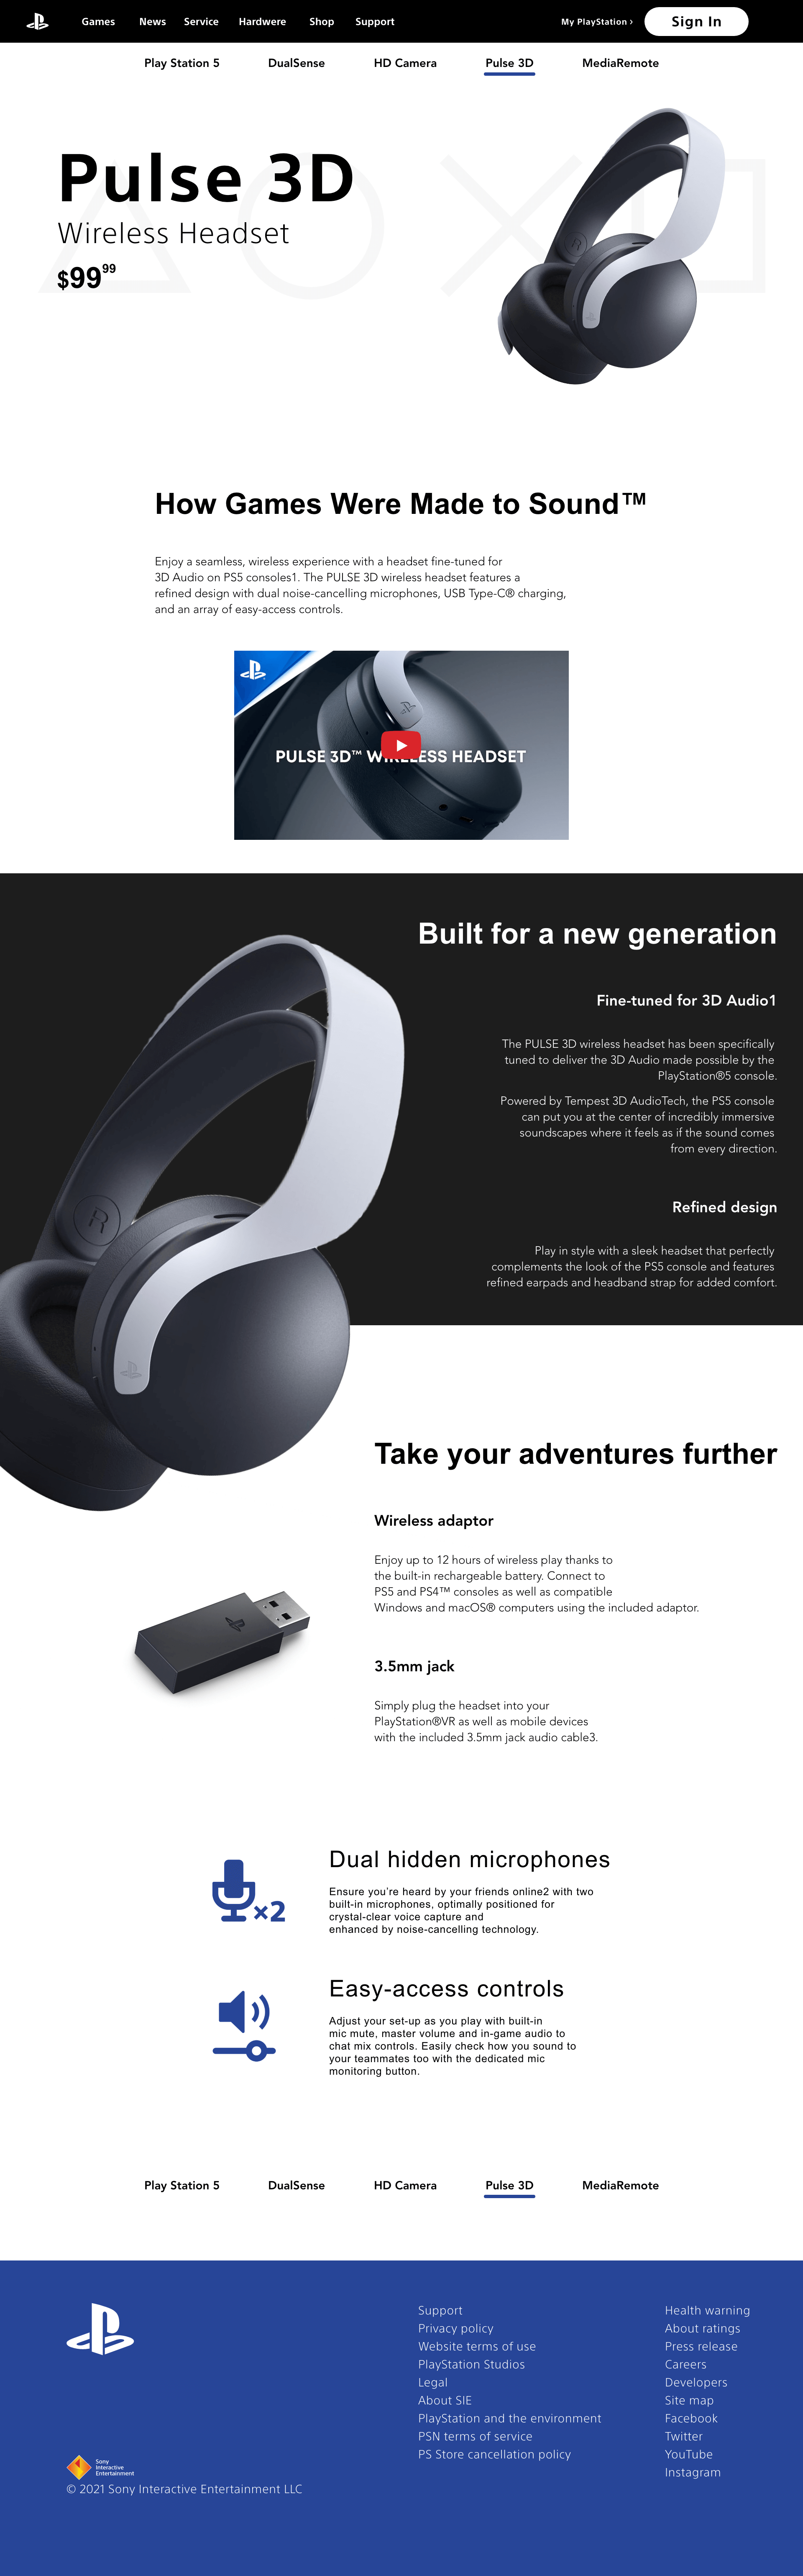 Games News Service Hardwere Shop Support My PlayStation › Sign In
Play Station 5 DualSense HD Camera Pulse 3D MediaRemote
Pulse 3D
Wireless Headset
$99 99
How Games Were Made to Sound™
Enjoy a seamless, wireless experience with a headset fine-tuned for
3D Audio on PS5 consoles1. The PULSE 3D wireless headset features a
refined design with dual noise-cancelling microphones, USB Type-C® charging,
and an array of easy-access controls.
PULSE 3D™ WIRELESS HEADSET
Built for a new generation
Fine-tuned for 3D Audio1
The PULSE 3D wireless headset has been specifically
tuned to deliver the 3D Audio made possible by the
PlayStation®5 console.
Powered by Tempest 3D AudioTech, the PS5 console
can put you at the center of incredibly immersive
soundscapes where it feels as if the sound comes
from every direction.
R
Refined design
Play in style with a sleek headset that perfectly
complements the look of the PS5 console and features
refined earpads and headband strap for added comfort.
Take your adventures further
Wireless adaptor
Enjoy up to 12 hours of wireless play thanks to
the built-in rechargeable battery. Connect to
PS5 and PS4™ consoles as well as compatible
Windows and macOS® computers using the included adaptor.
3.5mm jack
Simply plug the headset into your
PlayStation®VR as well as mobile devices
with the included 3.5mm jack audio cable3.
×2
Dual hidden microphones
Ensure you're heard by your friends online2 with two
built-in microphones, optimally positioned for
crystal-clear voice capture and
enhanced by noise-cancelling technology.
Easy-access controls
Adjust your set-up as you play with built-in
mic mute, master volume and in-game audio to
chat mix controls. Easily check how you sound to
your teammates too with the dedicated mic
monitoring button.
Play Station 5 DualSense HD Camera Pulse 3D MediaRemote
Support
Privacy policy
Website terms of use
PlayStation Studios
Legal
About SIE
PlayStation and the environment
PSN terms of service
PS Store cancellation policy
Health warning
About ratings
Press release
Careers
Developers
Site map
Facebook
Twitter
YouTube
Instagram
Sony
Interactive
Entertainment
© 2021 Sony Interactive Entertainment LLC